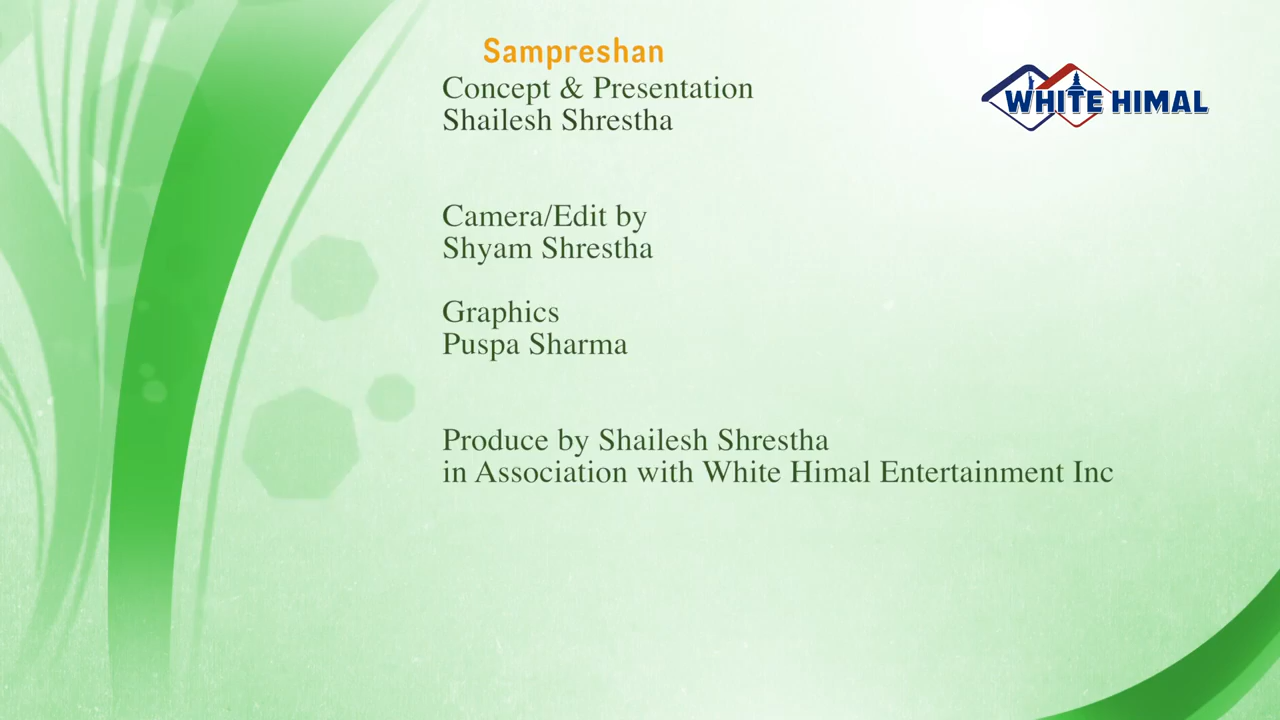 Sampreshan
Concept & Presentation
Shailesh Shrestha
WHITE HIMAL
Camera/Edit by
Shyam Shrestha
Graphics
Puspa Sharma
Produce by Shailesh Shrestha
in Association with White Himal Entertainment Inc